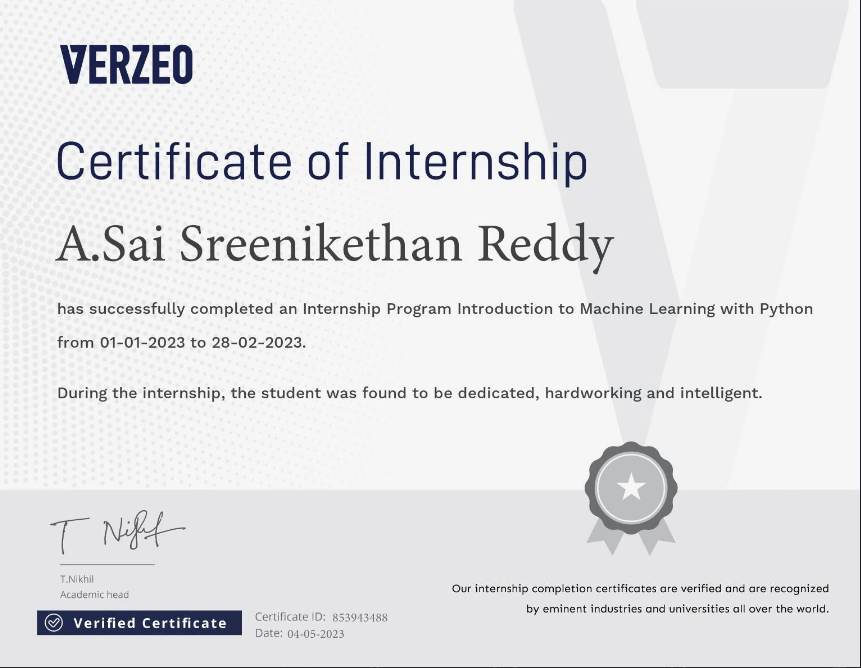 VERZEO
Certificate of Internship
A.Sai Sreenikethan Reddy
has successfully completed an Internship Program Introduction to Machine Learning with Python
from 01-01-2023 to 28-02-2023.
During the internship, the student was found to be dedicated, hardworking and intelligent.
T Nikhil
T.Nikhil
Academic head
Verified Certificate
Certificate ID: 853943488
Date: 04-05-2023
Our internship completion certificates are verified and are recognized
by eminent industries and universities all over the world.